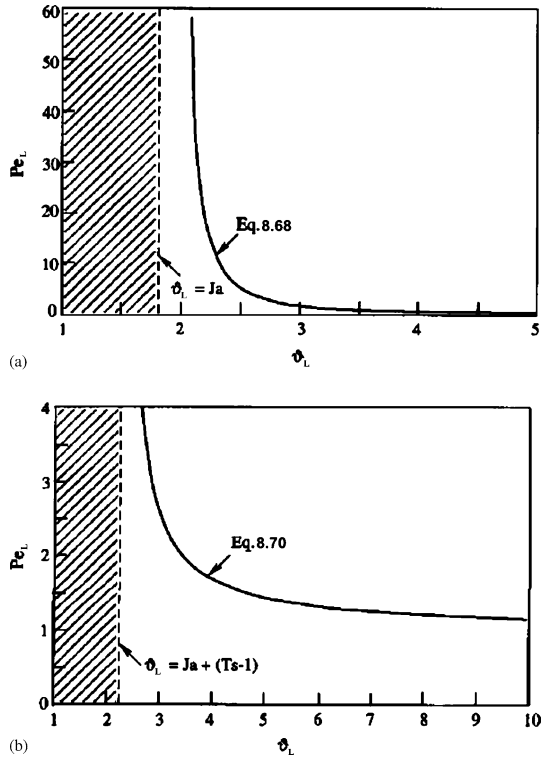 60
50
40
30
20
10
0
Pe_L
Eq.8.68
ϑ_L = Ja
1 2 3 4 5
ϑ_L
(a)
4
3
2
1
0
Pe_L
Eq.8.70
ϑ_L = Ja + (Ts-1)
1 2 3 4 5 6 7 8 9 10
ϑ_L
(b)